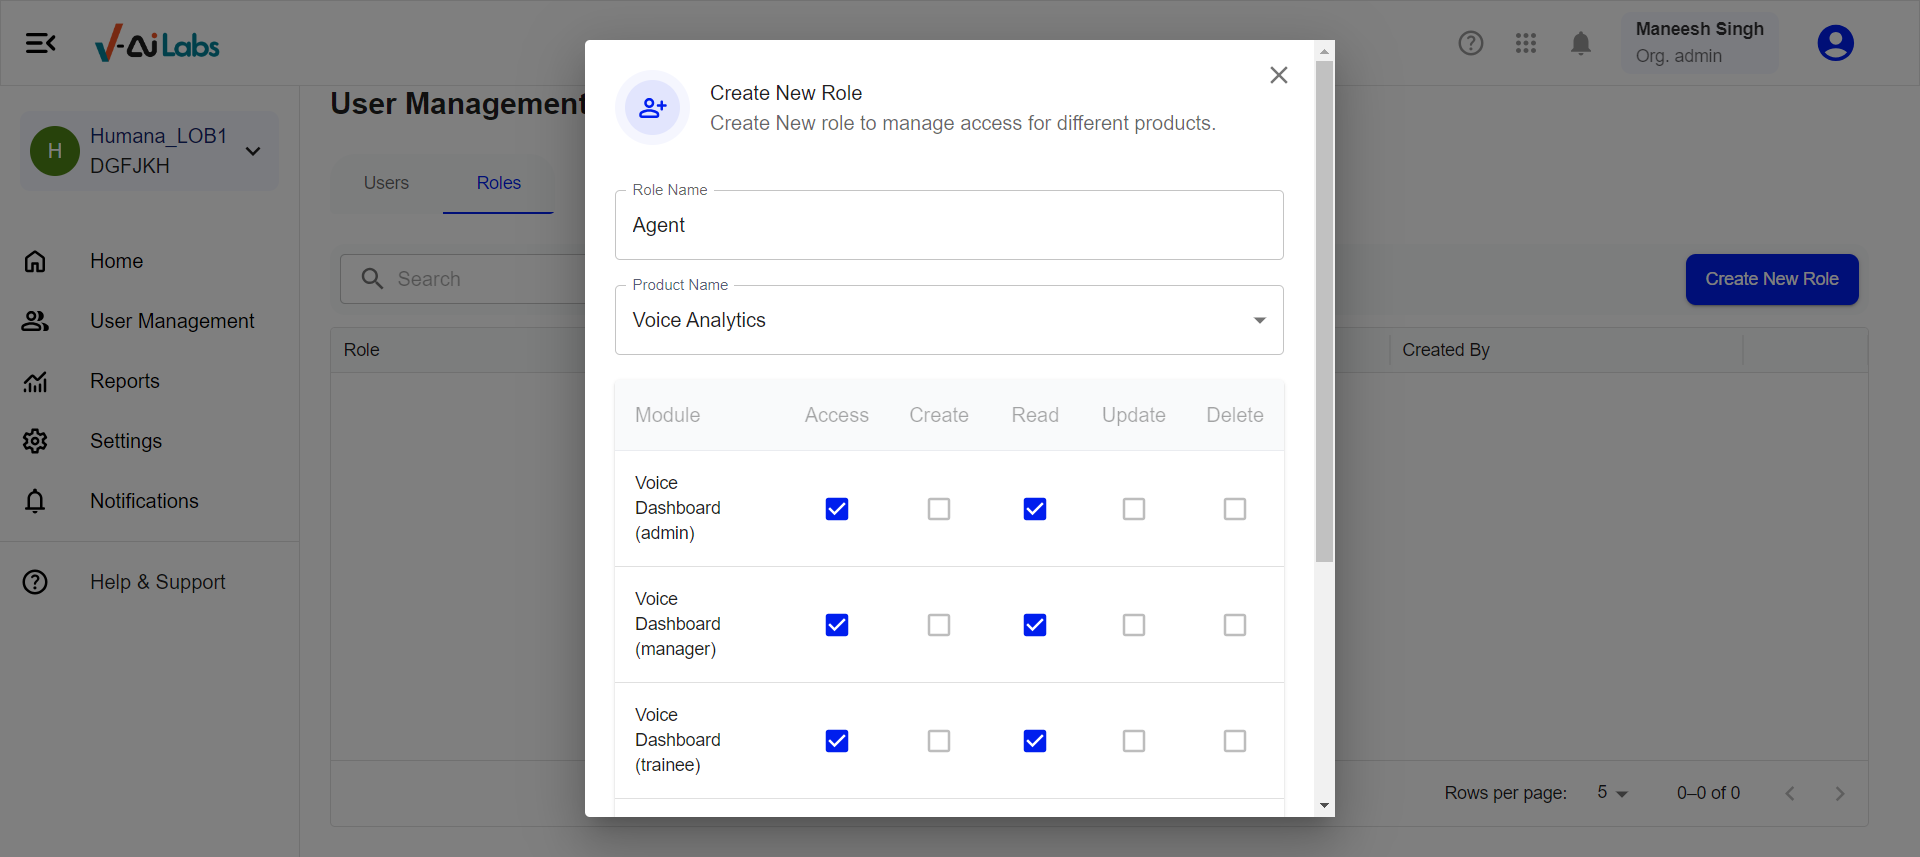 V-Ai Labs
Maneesh Singh
Org. admin
H
Humana_LOB1
DGFJKH
Home
User Management
Reports
Settings
Notifications
Help & Support
User Management
Users
Roles
Search
Create New Role
Role
Created By
Rows per page:
5
0–0 of 0
Create New Role
Create New role to manage access for different products.
Role Name
Agent
Product Name
Voice Analytics
Module Access Create Read Update Delete
Voice
Dashboard
(admin)
Voice
Dashboard
(manager)
Voice
Dashboard
(trainee)